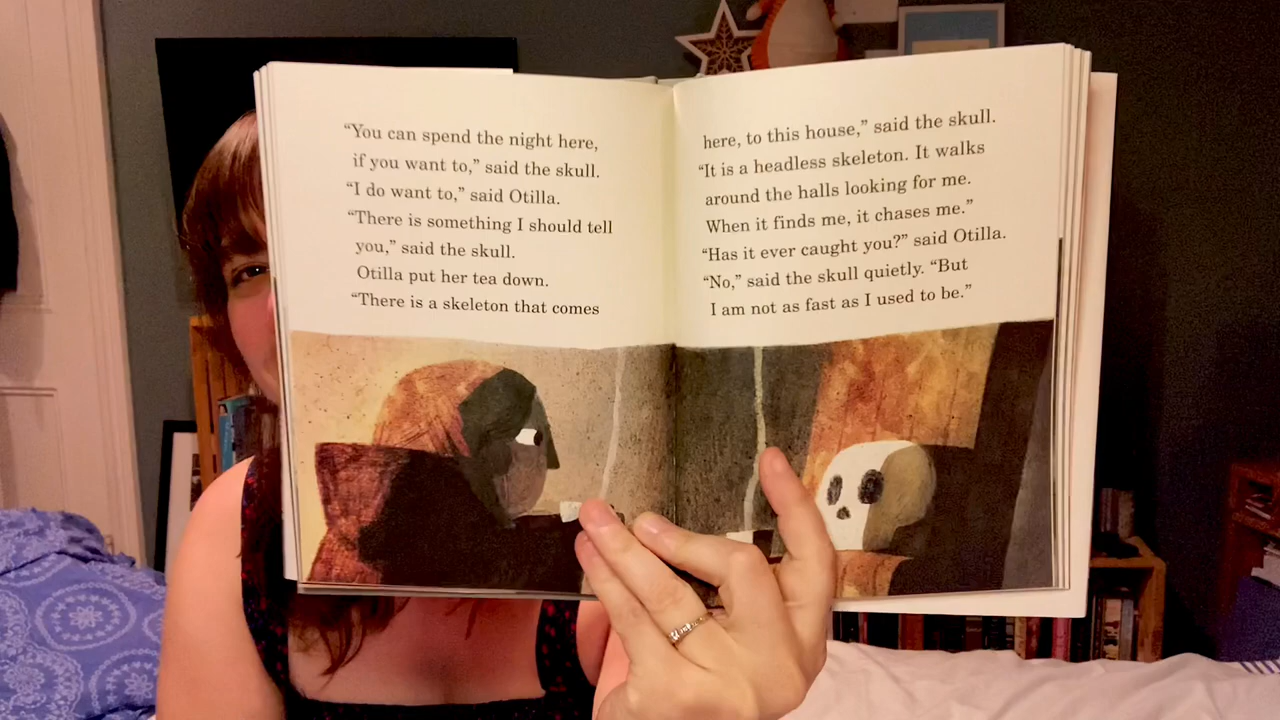 “You can spend the night here,
if you want to,” said the skull.
“I do want to,” said Otilla.
“There is something I should tell
you,” said the skull.
Otilla put her tea down.
“There is a skeleton that comes
here, to this house,” said the skull.
“It is a headless skeleton. It walks
around the halls looking for me.
When it finds me, it chases me.”
“Has it ever caught you?” said Otilla.
“No,” said the skull quietly. “But
I am not as fast as I used to be.”